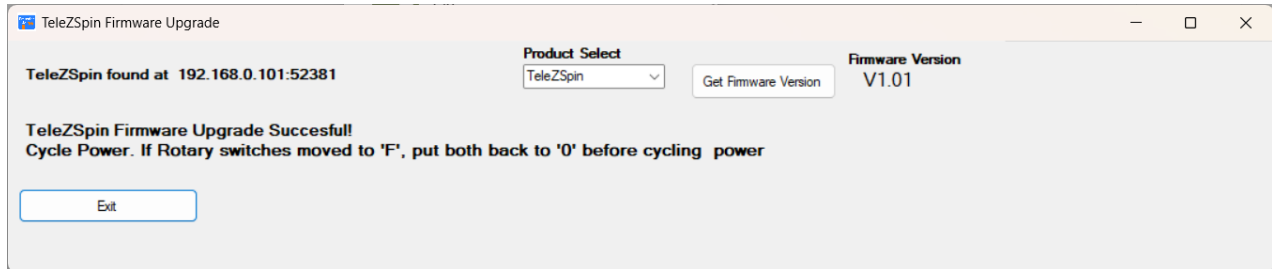 TeleZSpin Firmware Upgrade
Product Select
TeleZSpin found at 192.168.0.101:52381
TeleZSpin
Get Firmware Version
Firmware Version
V1.01
TeleZSpin Firmware Upgrade Succesful!
Cycle Power. If Rotary switches moved to 'F', put both back to '0' before cycling power
Exit